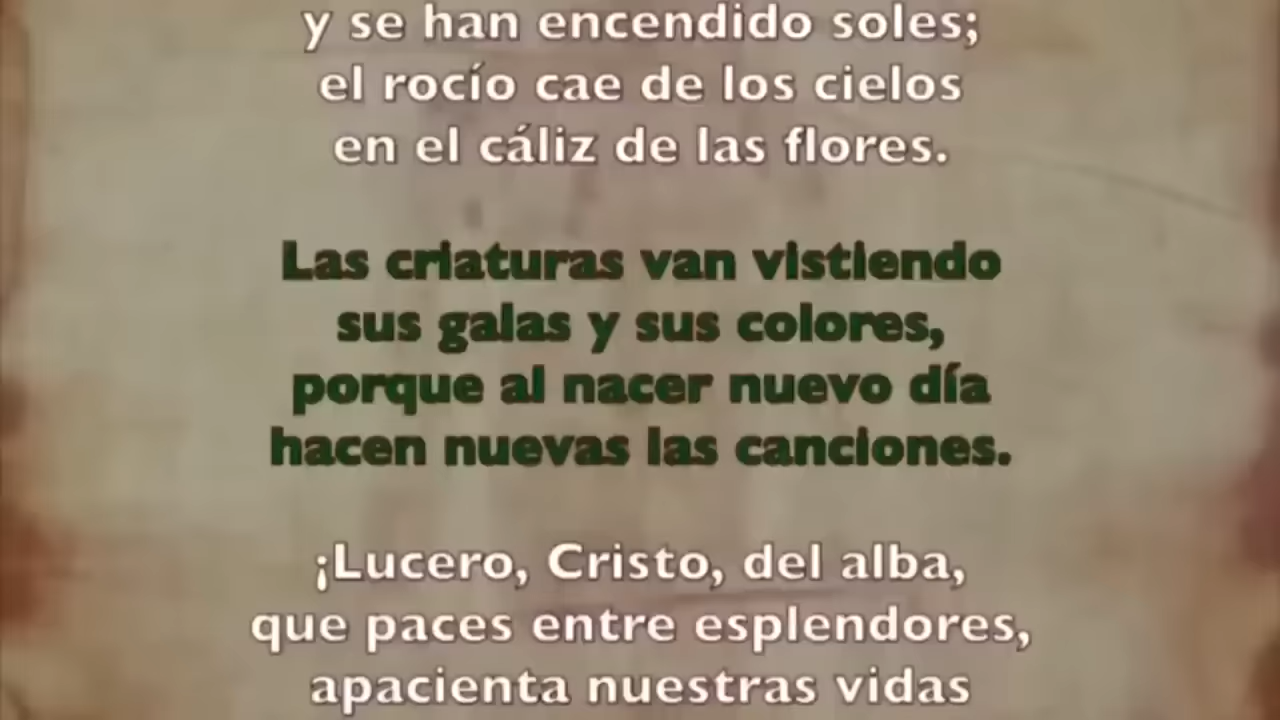 y se han encendido soles;
el rocío cae de los cielos
en el cáliz de las flores.
Las criaturas van vistiendo
sus galas y sus colores,
porque al nacer nuevo día
hacen nuevas las canciones.
¡Lucero, Cristo, del alba,
que paces entre esplendores,
apacienta nuestras vidas